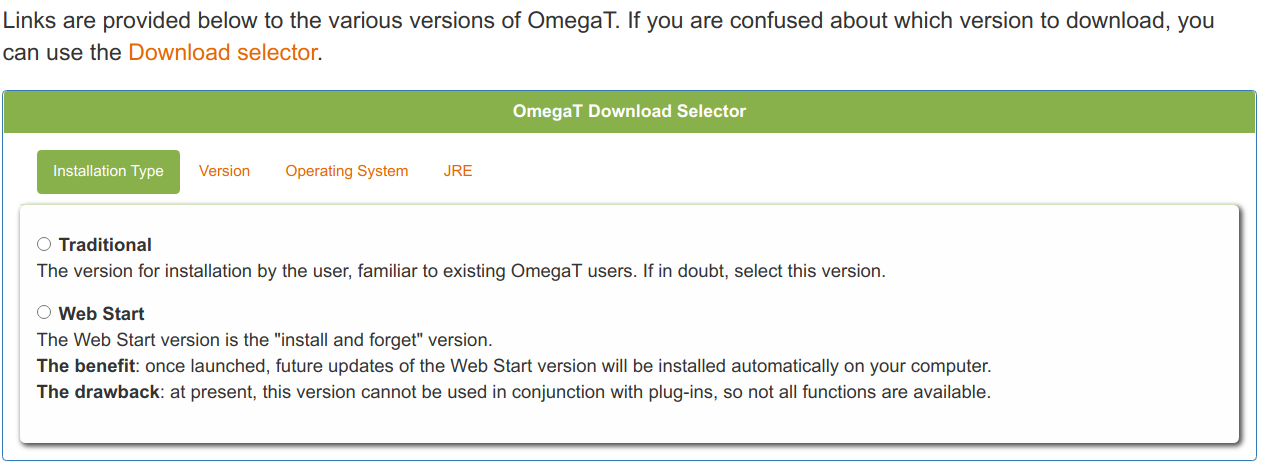 Links are provided below to the various versions of OmegaT. If you are confused about which version to download, you
can use the Download selector.
OmegaT Download Selector
Installation Type Version Operating System JRE
Traditional
The version for installation by the user, familiar to existing OmegaT users. If in doubt, select this version.
Web Start
The Web Start version is the "install and forget" version.
The benefit: once launched, future updates of the Web Start version will be installed automatically on your computer.
The drawback: at present, this version cannot be used in conjunction with plug-ins, so not all functions are available.